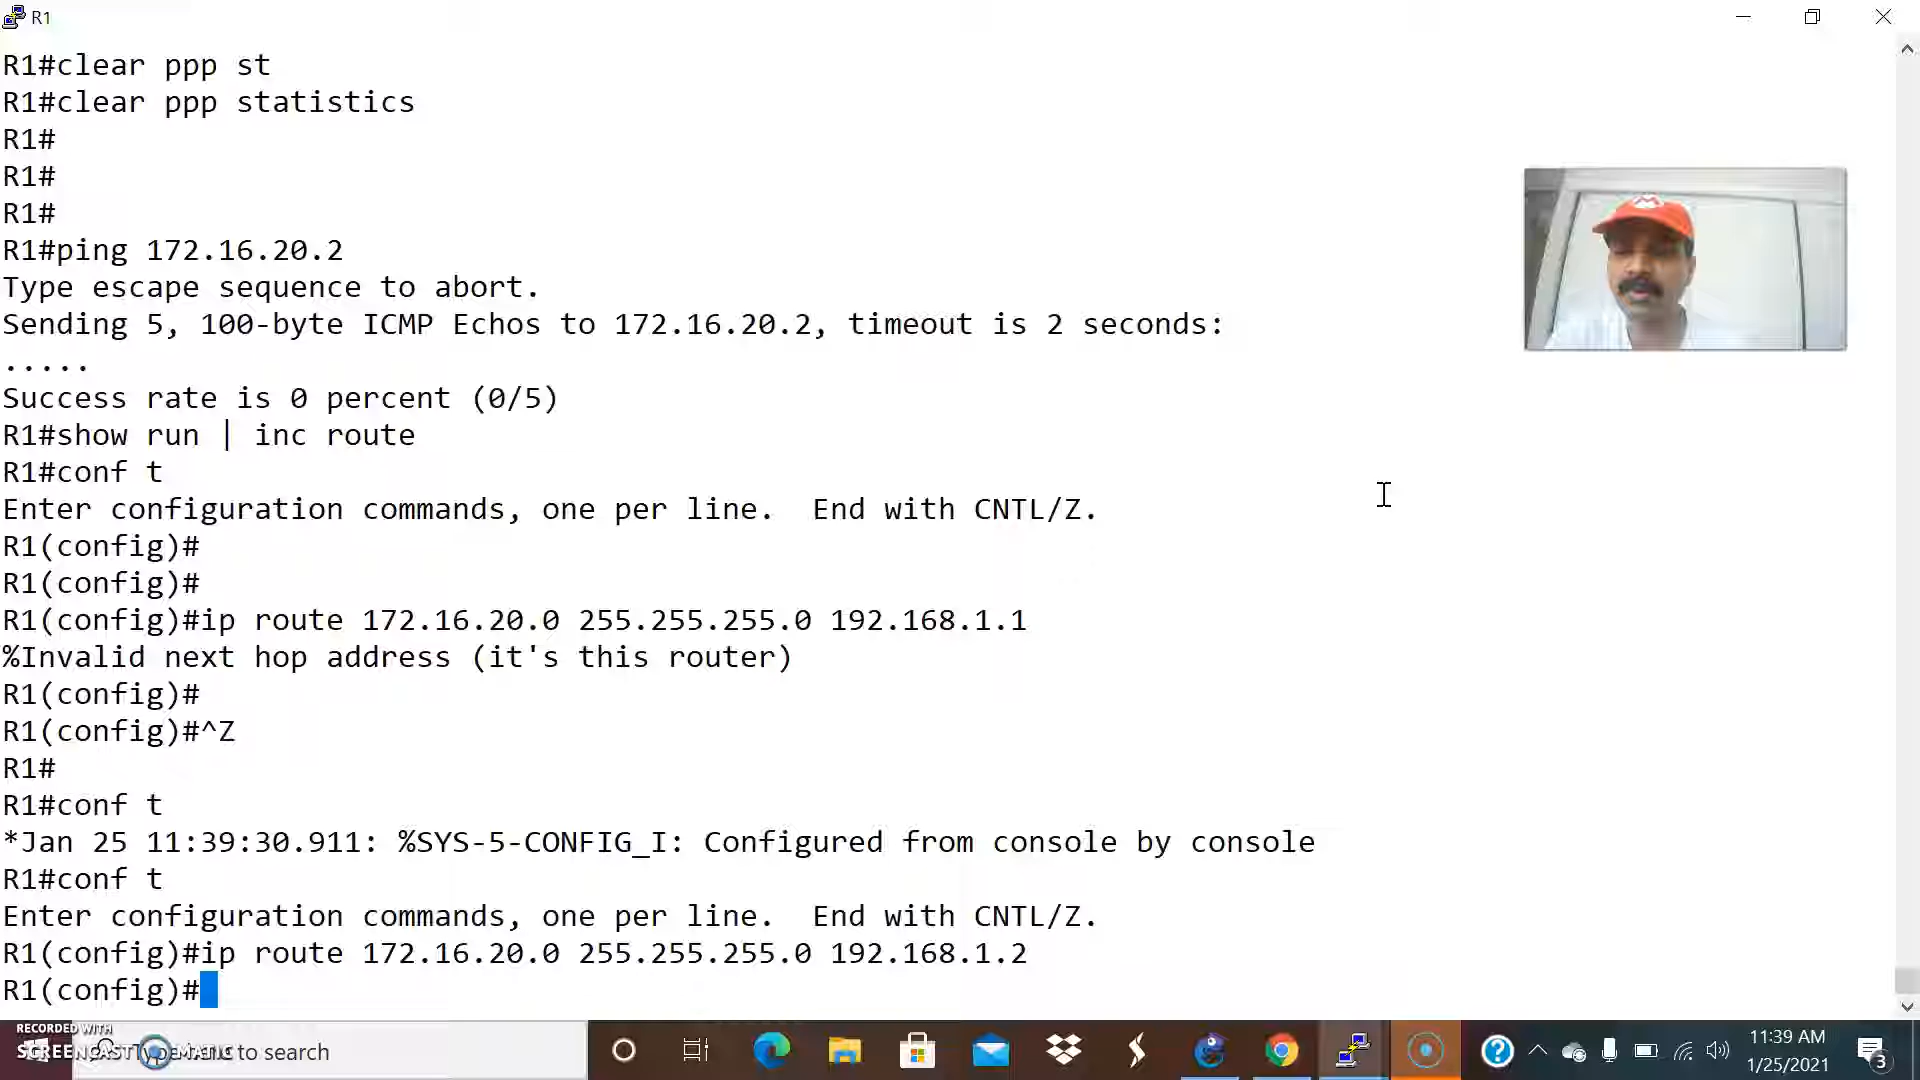 R1
R1#clear ppp st
R1#clear ppp statistics
R1#
R1#
R1#
R1#ping 172.16.20.2
Type escape sequence to abort.
Sending 5, 100-byte ICMP Echos to 172.16.20.2, timeout is 2 seconds:
.....
Success rate is 0 percent (0/5)
R1#show run | inc route
R1#conf t
Enter configuration commands, one per line.  End with CNTL/Z.
R1(config)#
R1(config)#
R1(config)#ip route 172.16.20.0 255.255.255.0 192.168.1.1
%Invalid next hop address (it's this router)
R1(config)#
R1(config)#^Z
R1#
R1#conf t
*Jan 25 11:39:30.911: %SYS-5-CONFIG_I: Configured from console by console
R1#conf t
Enter configuration commands, one per line.  End with CNTL/Z.
R1(config)#ip route 172.16.20.0 255.255.255.0 192.168.1.2
R1(config)#
RECORDED WITH
SCREENCAST MATIC
to search
11:39 AM
1/25/2021
3
M